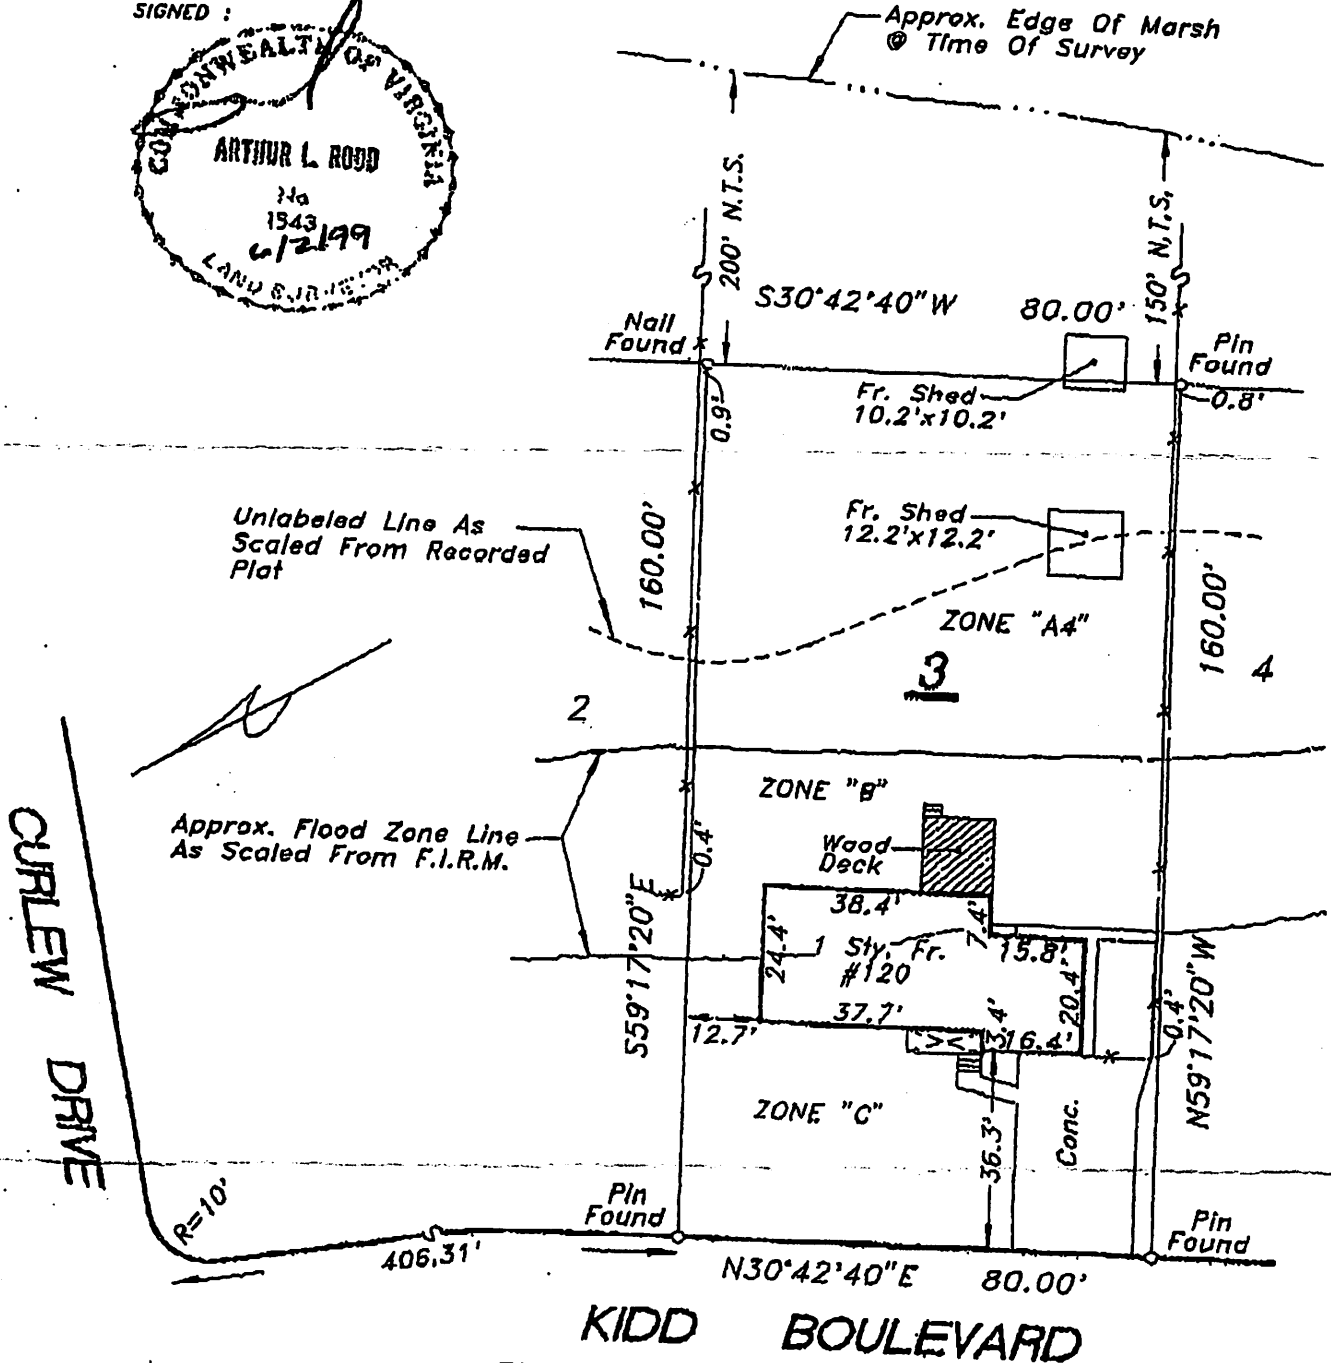 SIGNED :
COMMONWEALTH OF VIRGINIA
ARTHUR L. RODD
No
1543
6/2/99
LAND SURVEYOR
Approx. Edge Of Marsh
@ Time Of Survey
200' N.T.S.
150' N.T.S.
S30°42'40"W 80.00'
Nail
Found
Pin
Found
0.9'
0.8'
Fr. Shed
10.2'x10.2'
Fr. Shed
12.2'x12.2'
Unlabeled Line As
Scaled From Recorded
Plat
160.00'
160.00'
ZONE "A4"
3
2
4
ZONE "B"
Approx. Flood Zone Line
As Scaled From F.I.R.M.
Wood
Deck
0.4'
S59°17'20"E
38.4'
7.4'
24.4'
1 Sty. Fr.
#120
15.8'
20.4'
37.7'
12.7'
3.4'
16.4'
0.4'
N59°17'20"W
ZONE "C"
36.3'
Conc.
CURLEW DRIVE
R=10'
406.31'
Pin
Found
Pin
Found
N30°42'40"E 80.00'
KIDD BOULEVARD